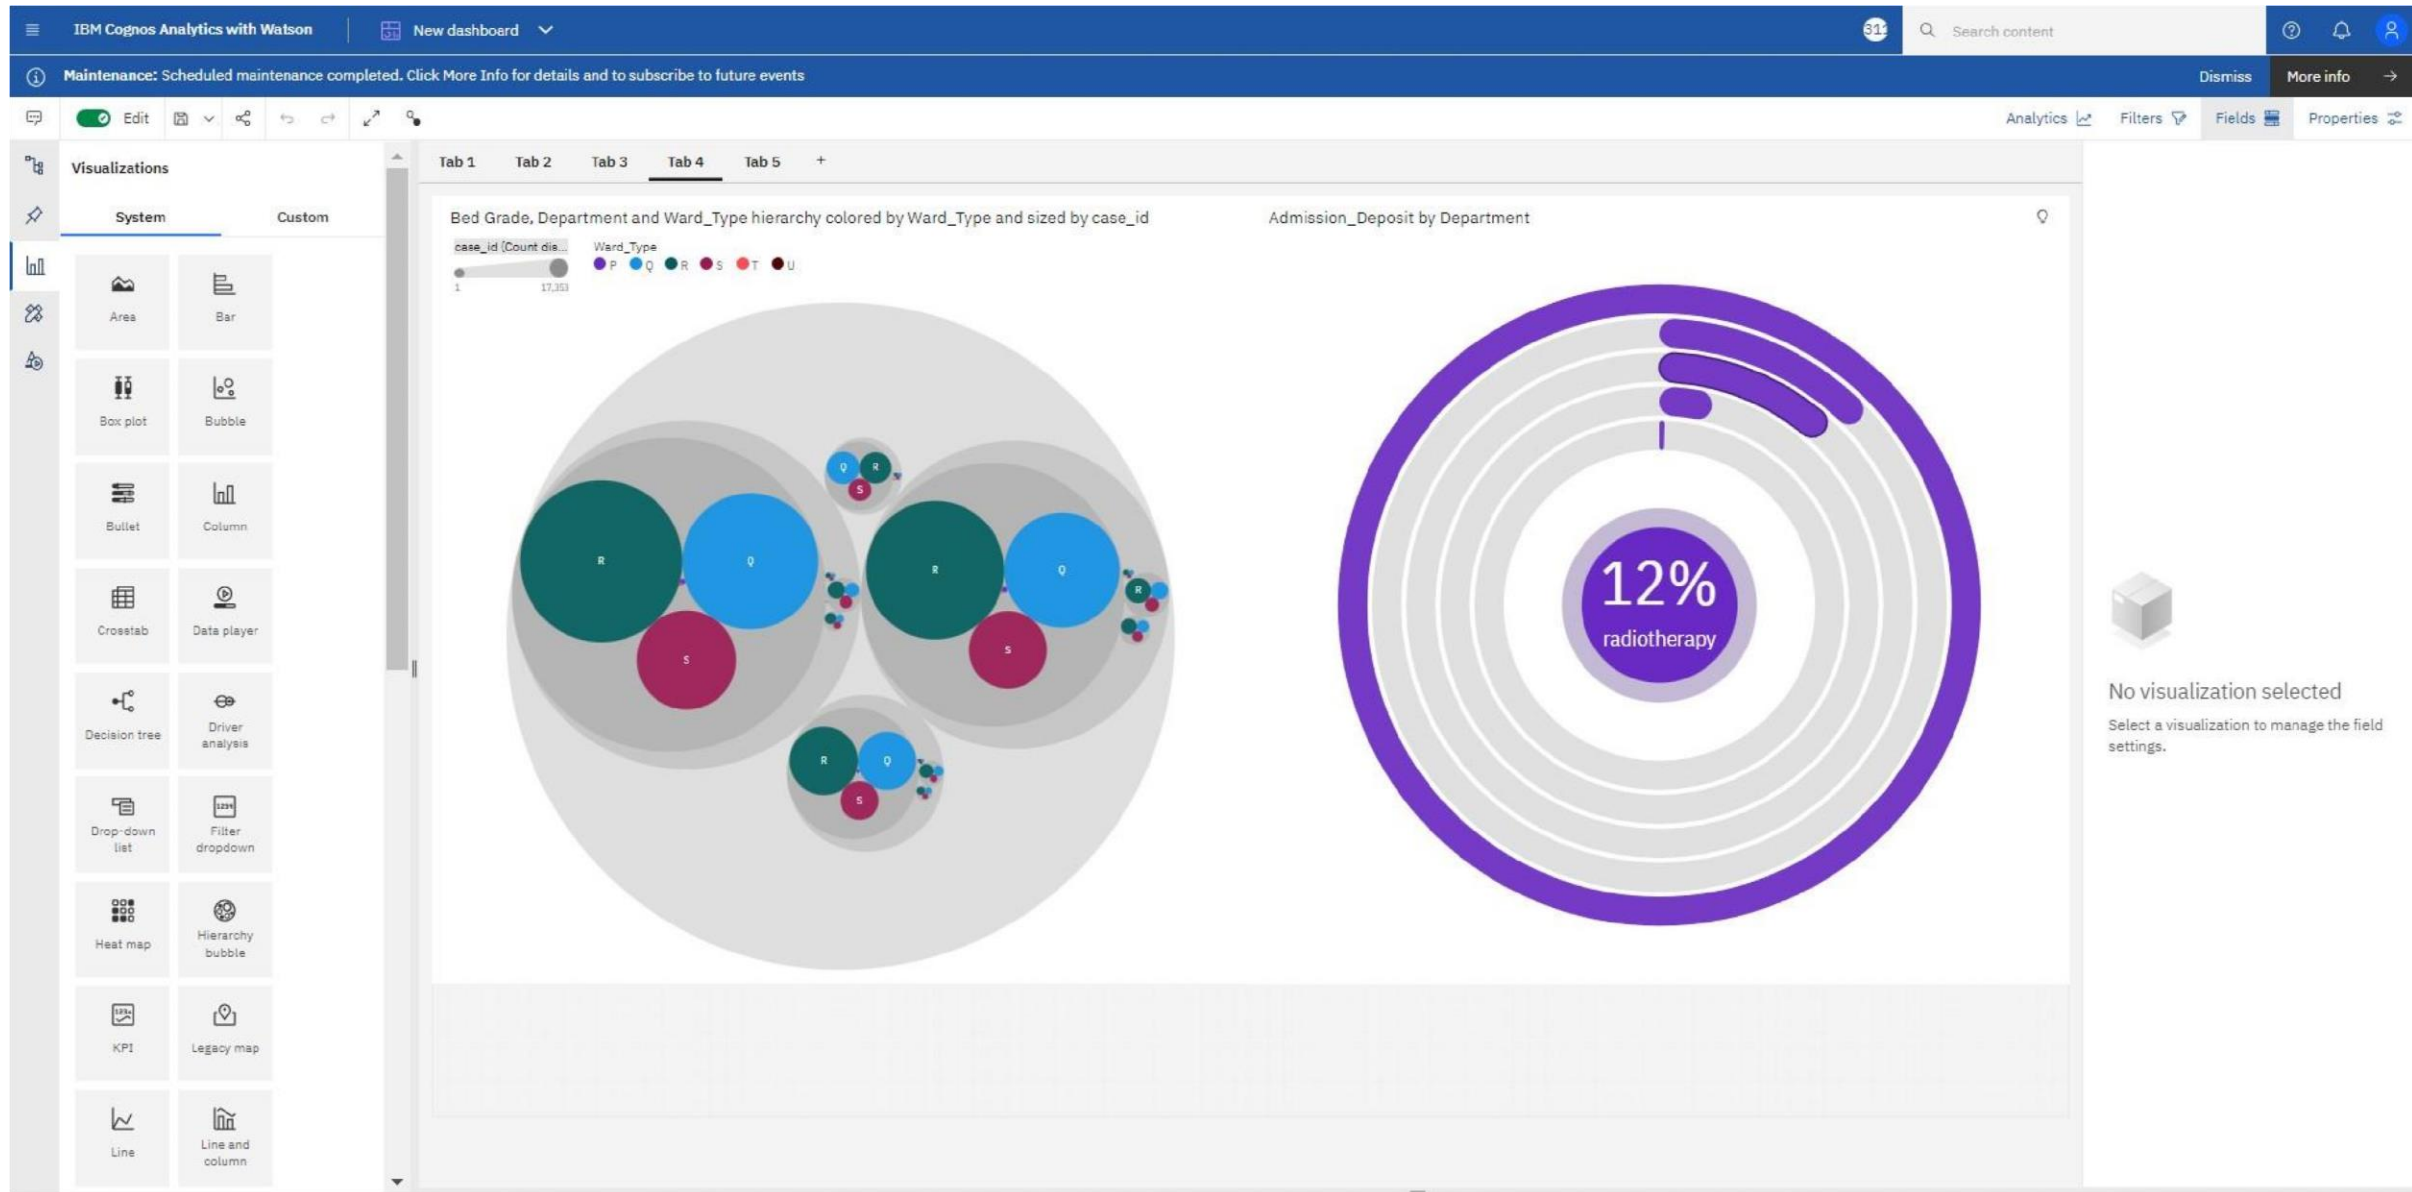 IBM Cognos Analytics with Watson
New dashboard
Search content
Maintenance: Scheduled maintenance completed. Click More Info for details and to subscribe to future events
Dismiss
More info
Edit
Analytics
Filters
Fields
Properties
Visualizations
System
Custom
Area
Bar
Box plot
Bubble
Bullet
Column
Crosstab
Data player
Decision tree
Driver
analysis
Drop-down
list
Filter
dropdown
Heat map
Hierarchy
bubble
KPI
Legacy map
Line
Line and
column
Tab 1
Tab 2
Tab 3
Tab 4
Tab 5
+
Bed Grade, Department and Ward_Type hierarchy colored by Ward_Type and sized by case_id
case_id (Count dis...
1
17,353
Ward_Type
P Q R S T U
Q R
S
R Q
S
R Q
S
R
R Q
S
Admission_Deposit by Department
12%
radiotherapy
No visualization selected
Select a visualization to manage the field
settings.